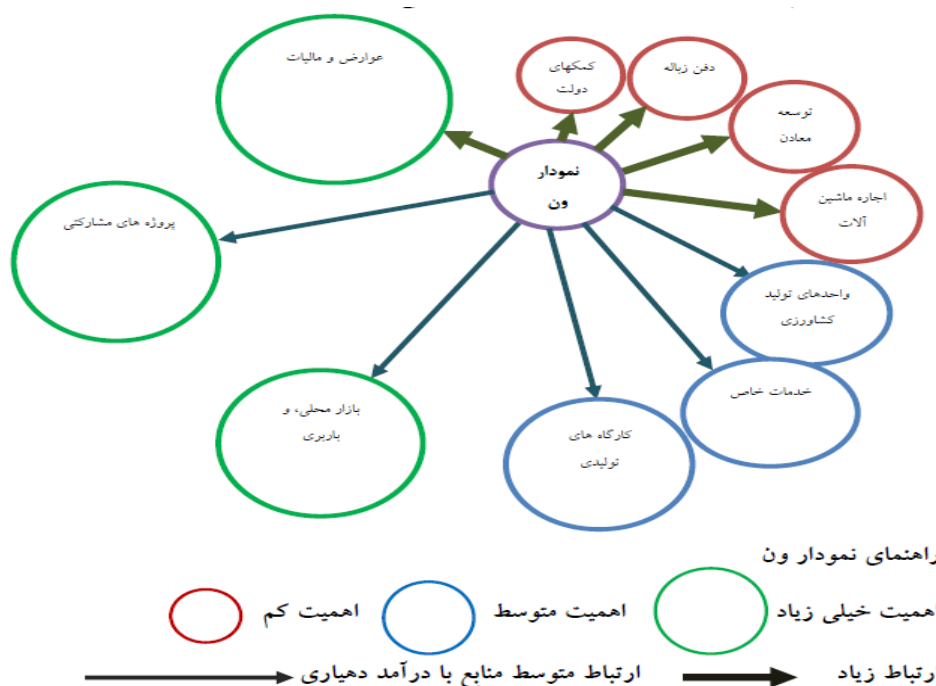 عوارض و مالیات
کمکهای
دولت
دفن زباله
توسعه
معادن
اجاره ماشین
آلات
نمودار
ون
پروژه های مشارکتی
واحدهای تولید
کشاورزی
خدمات خاص
بازار محلی، و
باربری
کارگاه های
تولیدی
راهنمای نمودار ون
اهمیت خیلی زیاد
اهمیت متوسط
اهمیت کم
ارتباط زیاد
ارتباط متوسط منابع با درآمد دهیاری